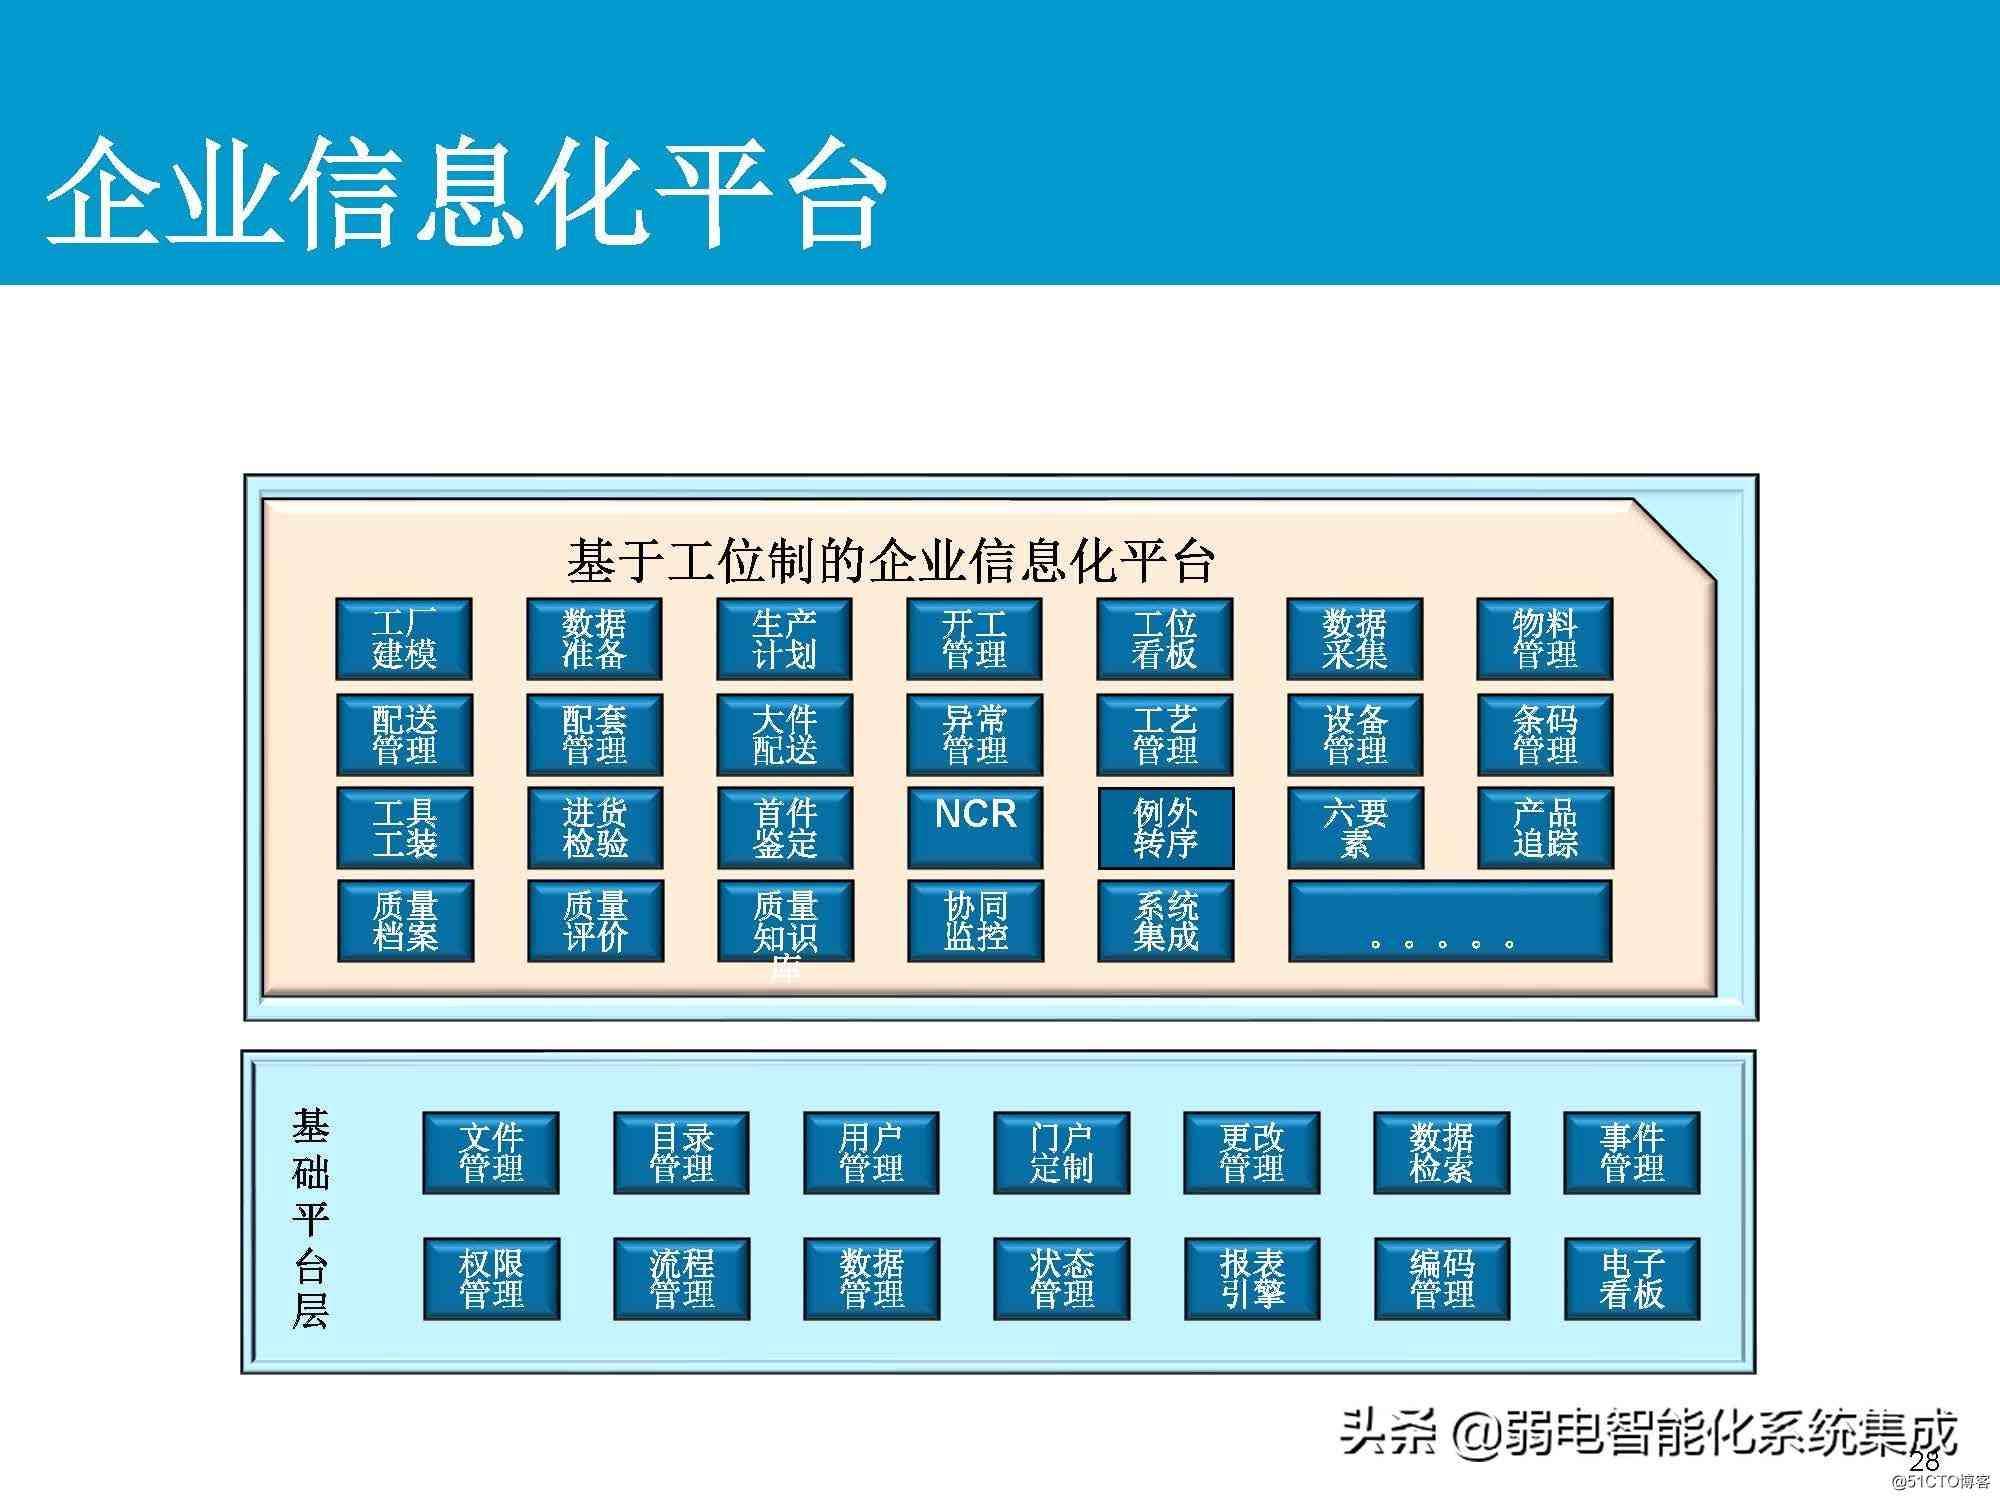 企业信息化平台
基于工位制的企业信息化平台
工厂
建模
数据
准备
生产
计划
开工
管理
工位
看板
数据
采集
物料
管理
配送
管理
配套
管理
大件
配送
异常
管理
工艺
管理
设备
管理
条码
管理
工具
工装
进货
检验
首件
鉴定
NCR
例外
转序
六要
素
产品
追踪
质量
档案
质量
评价
质量
知识
库
协同
监控
系统
集成
。。。。。
基
础
平
台
层
文件
管理
目录
管理
用户
管理
门户
定制
更改
管理
数据
检索
事件
管理
权限
管理
流程
管理
数据
管理
状态
管理
报表
引擎
编码
管理
电子
看板
头条 @弱电智能化系统集成
28
@51CTO博客